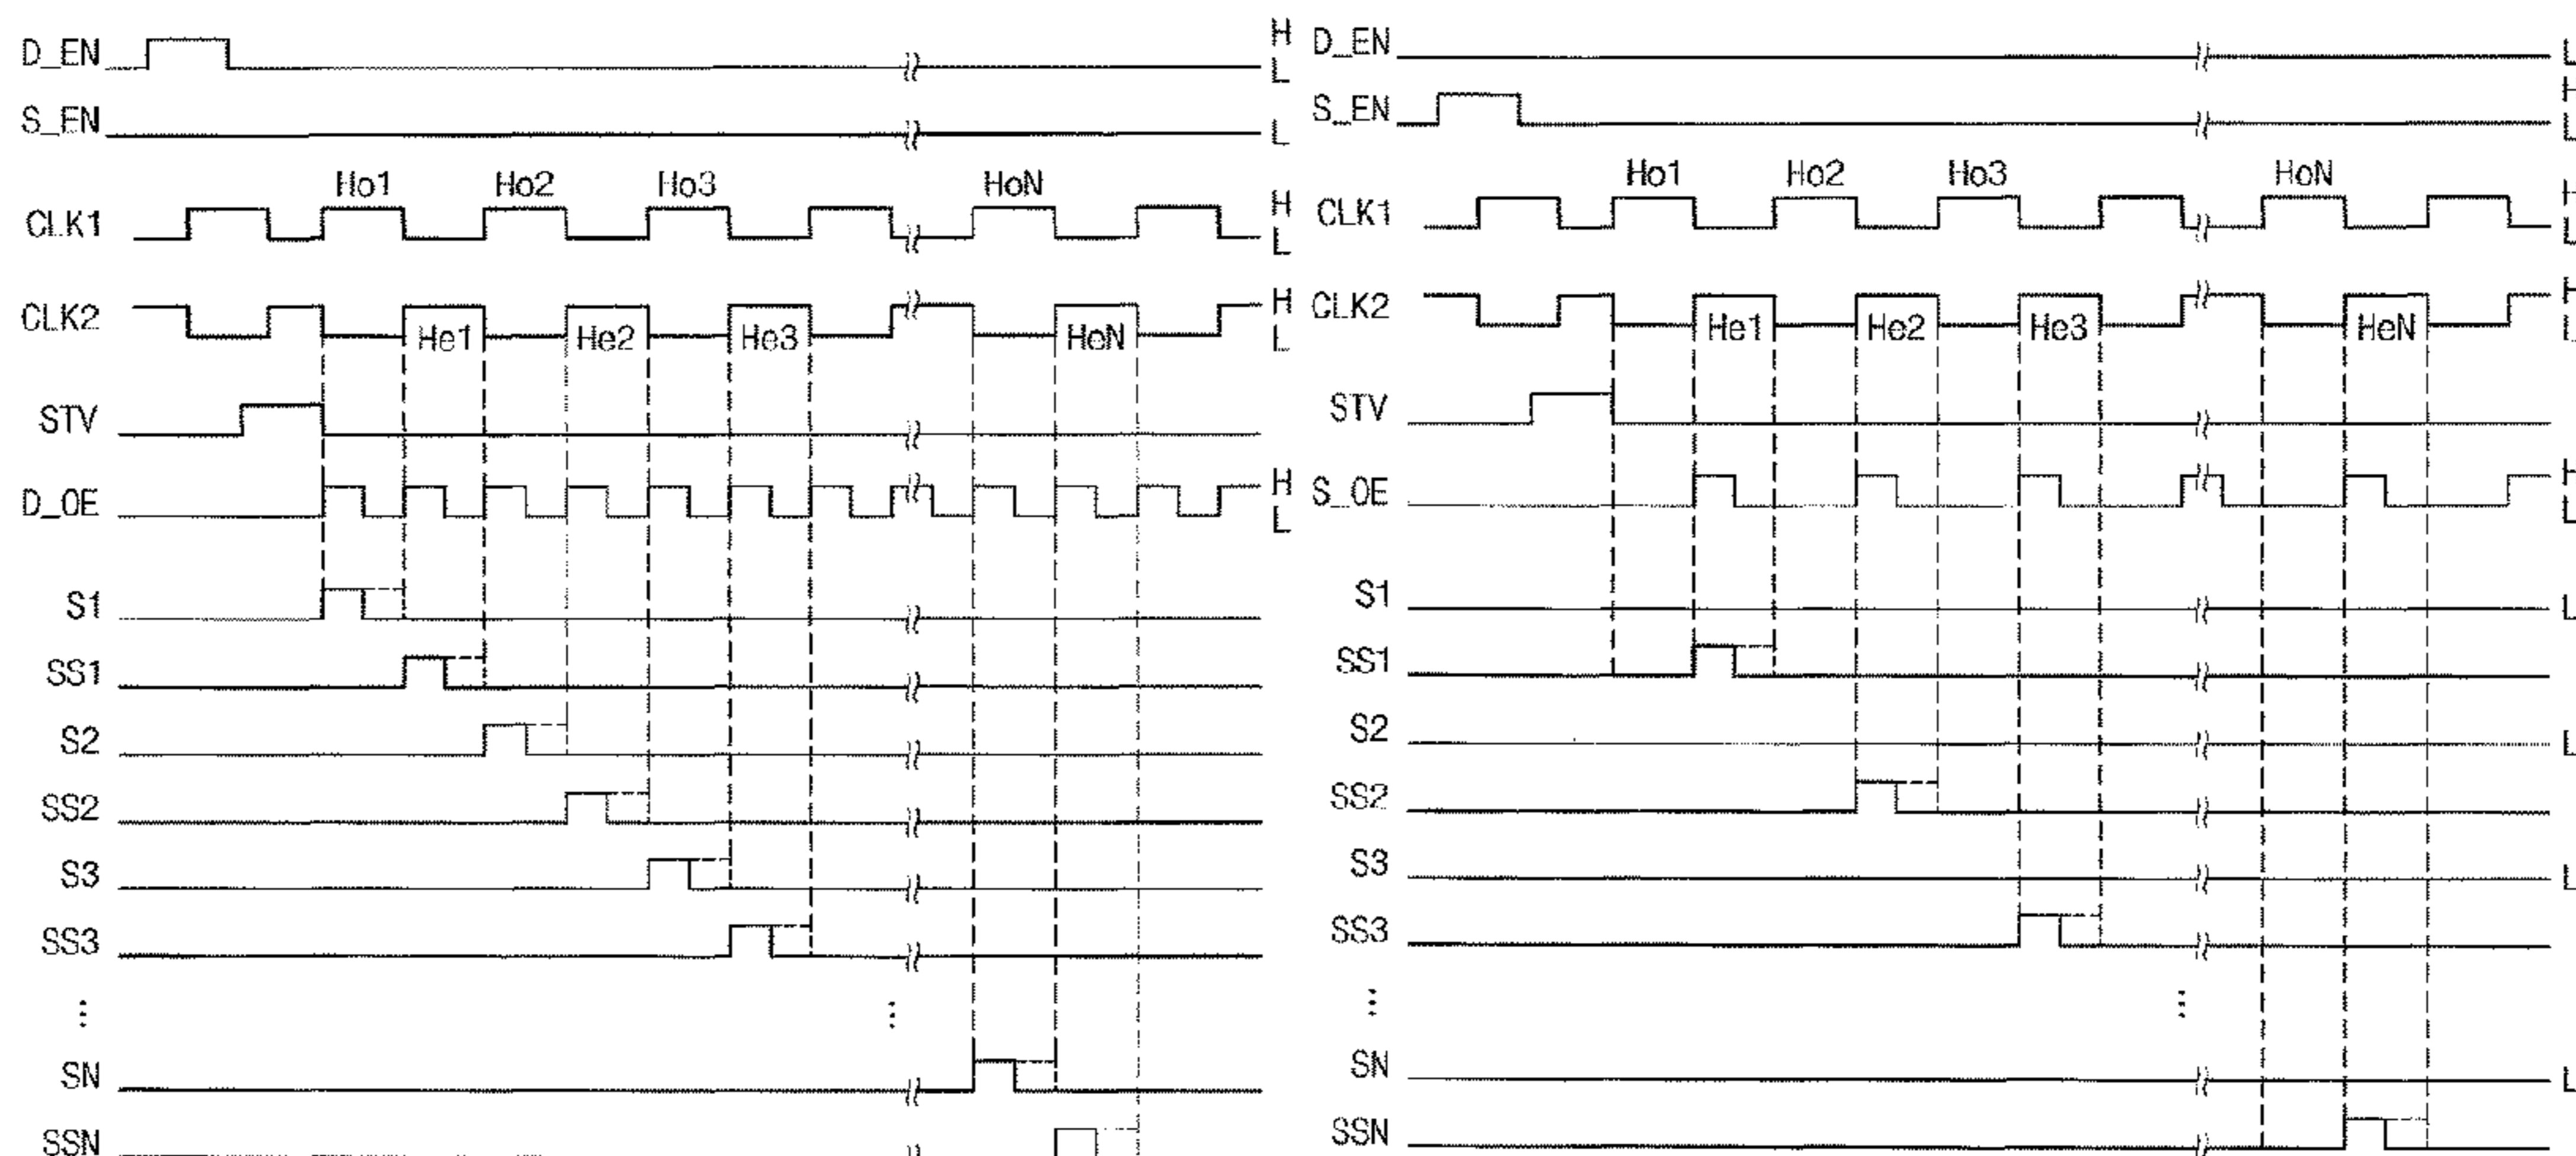 D_EN H L
S_EN L
Ho1 Ho2 Ho3 HoN
CLK1 H L
CLK2 H L
He1 He2 He3 HeN
STV
D_OE H L
S1
SS1
S2
SS2
S3
SS3
⋮ ⋮
SN
SSN
D_EN L
S_EN H L
Ho1 Ho2 Ho3 HoN
CLK1 H L
CLK2 H L
He1 He2 He3 HeN
STV
S_OE H L
S1 L
SS1
S2 L
SS2
S3 L
SS3
⋮ ⋮
SN L
SSN